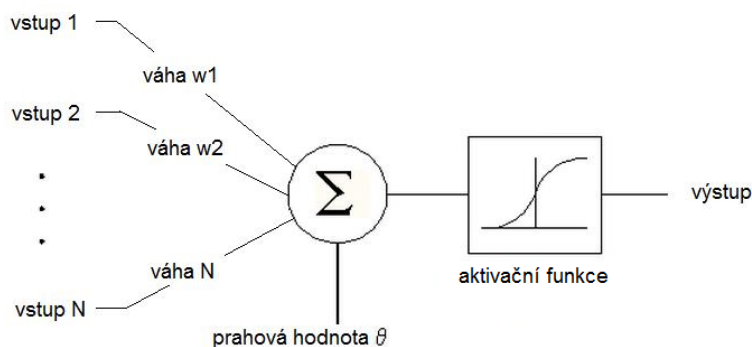 vstup 1
váha w1
vstup 2
váha w2
Σ
výstup
váha N
aktivační funkce
vstup N
prahová hodnota θ